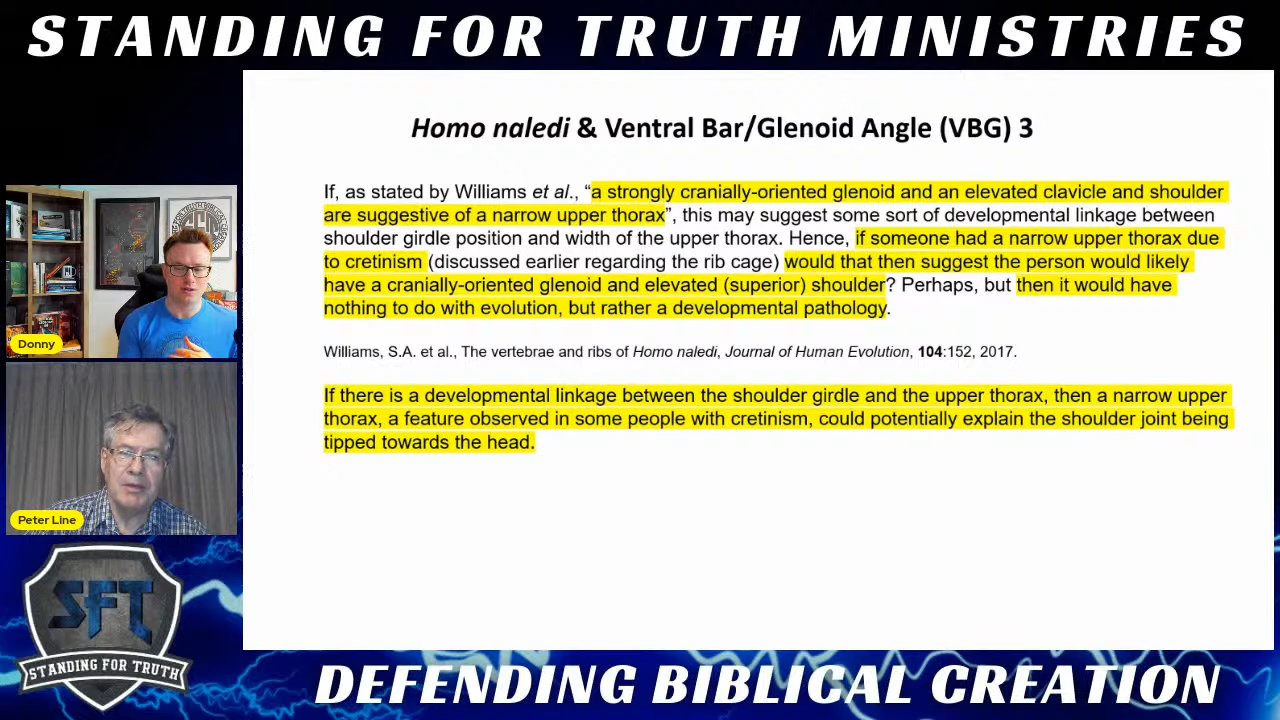 STANDING FOR TRUTH MINISTRIES
Homo naledi & Ventral Bar/Glenoid Angle (VBG) 3
If, as stated by Williams et al., “a strongly cranially-oriented glenoid and an elevated clavicle and shoulder
are suggestive of a narrow upper thorax”, this may suggest some sort of developmental linkage between
shoulder girdle position and width of the upper thorax. Hence, if someone had a narrow upper thorax due
to cretinism (discussed earlier regarding the rib cage) would that then suggest the person would likely
have a cranially-oriented glenoid and elevated (superior) shoulder? Perhaps, but then it would have
nothing to do with evolution, but rather a developmental pathology.
Williams, S.A. et al., The vertebrae and ribs of Homo naledi, Journal of Human Evolution, 104:152, 2017.
If there is a developmental linkage between the shoulder girdle and the upper thorax, then a narrow upper
thorax, a feature observed in some people with cretinism, could potentially explain the shoulder joint being
tipped towards the head.
Donny
Peter Line
SFT
STANDING FOR TRUTH
DEFENDING BIBLICAL CREATION